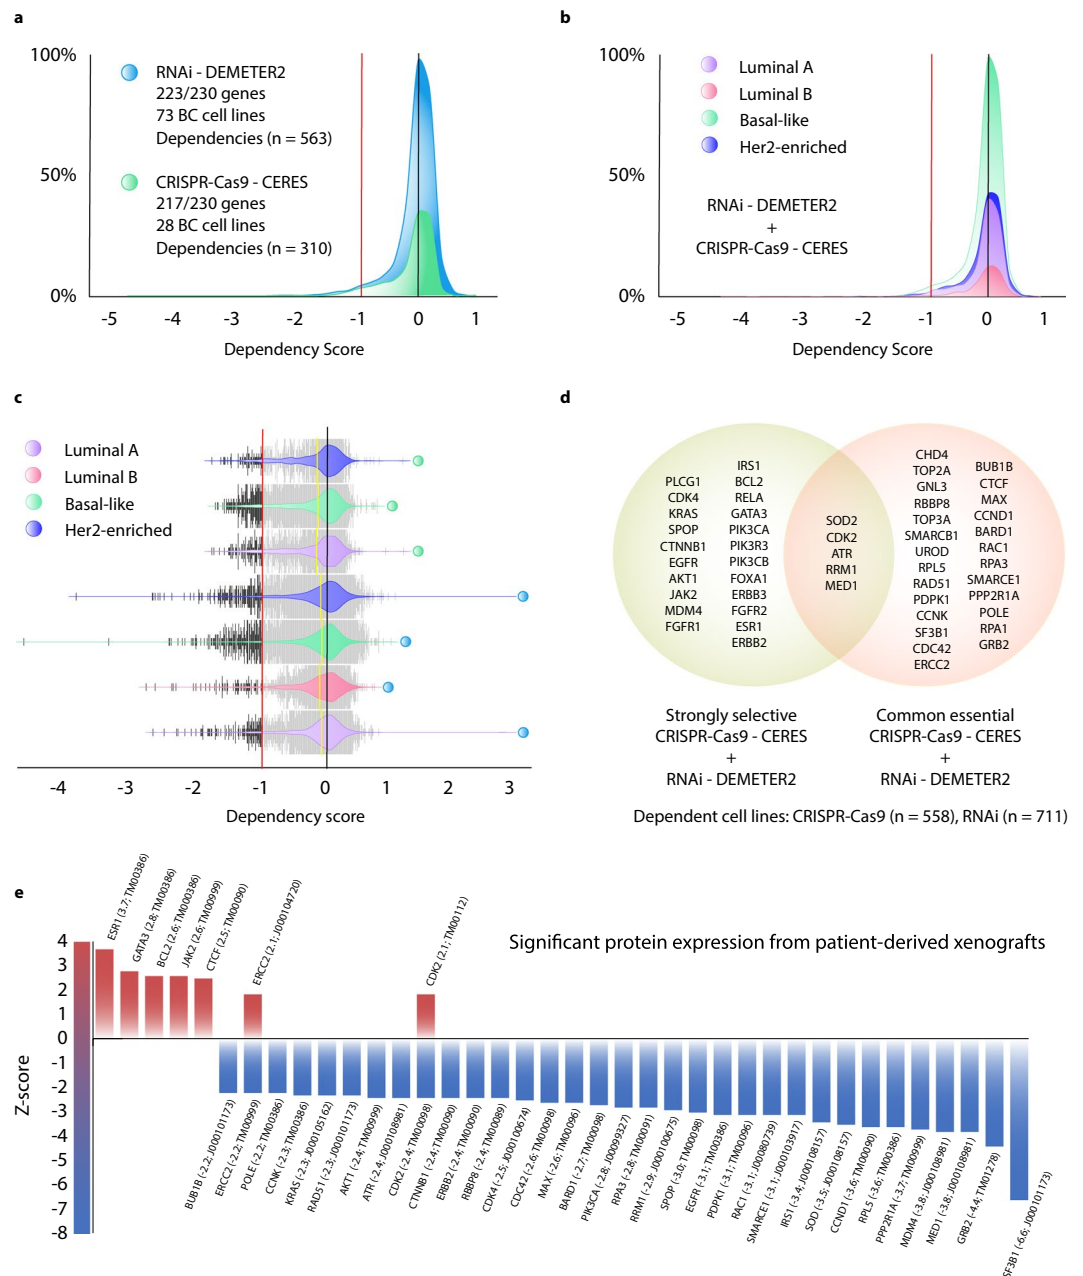 a
100%
50%
0%
RNAi - DEMETER2
223/230 genes
73 BC cell lines
Dependencies (n = 563)
CRISPR-Cas9 - CERES
217/230 genes
28 BC cell lines
Dependencies (n = 310)
-5 -4 -3 -2 -1 0 1
Dependency Score
b
100%
50%
0%
Luminal A
Luminal B
Basal-like
Her2-enriched
RNAi - DEMETER2
+
CRISPR-Cas9 - CERES
-5 -4 -3 -2 -1 0 1
Dependency Score
c
Luminal A
Luminal B
Basal-like
Her2-enriched
-4 -3 -2 -1 0 1 2 3
Dependency score
d
PLCG1
CDK4
KRAS
SPOP
CTNNB1
EGFR
AKT1
JAK2
MDM4
FGFR1
IRS1
BCL2
RELA
GATA3
PIK3CA
PIK3R3
PIK3CB
FOXA1
ERBB3
FGFR2
ESR1
ERBB2
SOD2
CDK2
ATR
RRM1
MED1
CHD4
TOP2A
GNL3
RBBP8
TOP3A
SMARCB1
UROD
RPL5
RAD51
PDPK1
CCNK
SF3B1
CDC42
ERCC2
BUB1B
CTCF
MAX
CCND1
BARD1
RAC1
RPA3
SMARCE1
PPP2R1A
POLE
RPA1
GRB2
Strongly selective
CRISPR-Cas9 - CERES
+
RNAi - DEMETER2
Common essential
CRISPR-Cas9 - CERES
+
RNAi - DEMETER2
Dependent cell lines: CRISPR-Cas9 (n = 558), RNAi (n = 711)
e
Significant protein expression from patient-derived xenografts
Z-score
4
3
2
1
0
-1
-2
-3
-4
-5
-6
-7
-8
ESR1 (3.7; TM00386)
GATA3 (2.8; TM00386)
BCL2 (2.6; TM000386)
JAK2 (2.6; TM00999)
CTCF (2.5; TM00090)
ERCC2 (2.1; J000104720)
CDK2 (2.1; TM00112)
BUB1B (-2.2; J000101173)
ERCC2 (-2.2; TM00999)
POLE (-2.2; TM00386)
CCNK (-2.3; TM00386)
KRAS (-2.3; J000105162)
RAD51 (-2.3; J000101173)
AKT1 (-2.4; TM00999)
ATR (-2.4; J000108981)
CDK2 (-2.4; TM00098)
CTNNB1 (-2.4; TM00090)
ERBB2 (-2.4; TM00090)
RBBP8 (-2.4; TM00089)
CDK4 (-2.5; J000100674)
CDC42 (-2.6; TM00098)
MAX (-2.6; TM00096)
BARD1 (-2.7; TM00098)
PIK3CA (-2.8; J000099327)
RPA3 (-2.8; TM00091)
RRM1 (-2.9; J000100675)
SPOP (-3.0; TM00098)
EGFR (-3.1; TM00386)
PDPK1 (-3.1; TM00096)
RAC1 (-3.1; J000080739)
SMARCE1 (-3.1; J000103917)
IRS1 (-3.4; J000108157)
SOD (-3.5; J000108157)
CCND1 (-3.6; TM00090)
RPL5 (-3.6; TM00386)
PPP2R1A (-3.7; TM00999)
MDM4 (-3.8; J000108981)
MED1 (-3.8; J000108981)
GRB2 (-4.4; TM01278)
SF3B1 (-6.6; J000101173)